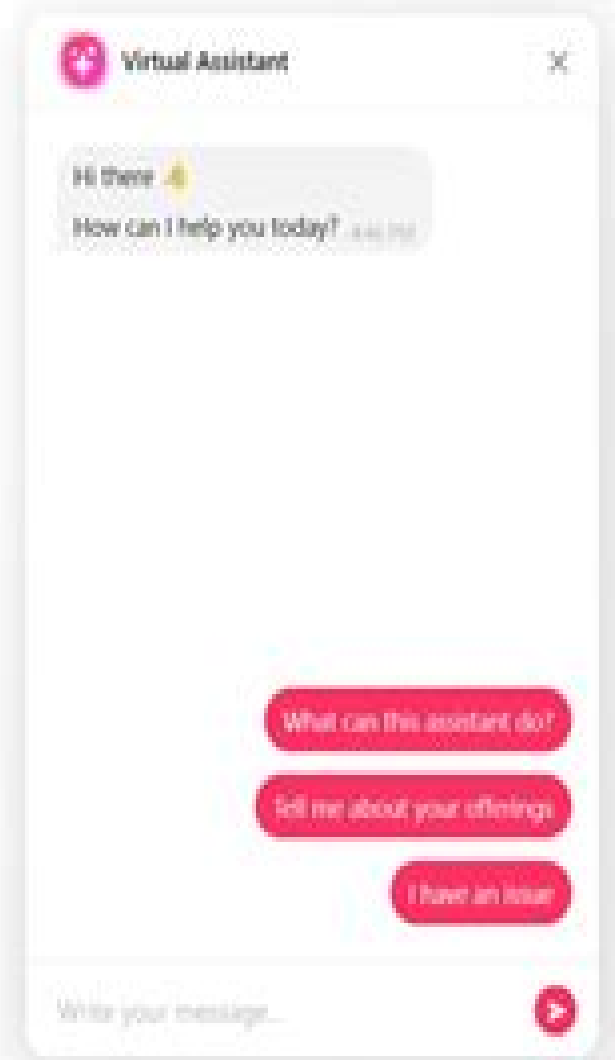 Virtual Assistant
Hi there
How can I help you today?
What can this assistant do?
Tell me about your offerings
I have an issue
Write your message...